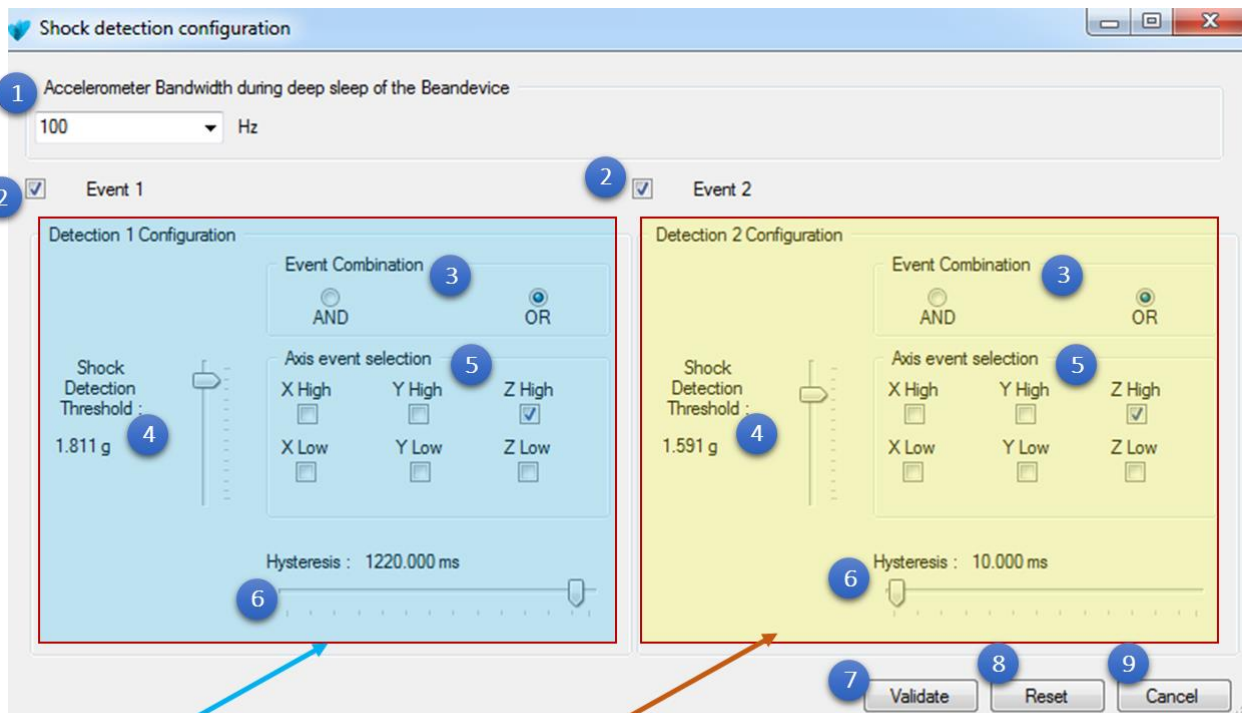 Shock detection configuration
1 Accelerometer Bandwidth during deep sleep of the Beandevice
100 Hz
2 Event 1
2 Event 2
Detection 1 Configuration
Event Combination 3
AND OR
Shock Detection Threshold : 4
1.811 g
Axis event selection 5
X High Y High Z High
X Low Y Low Z Low
Hysteresis : 1220.000 ms
6
Detection 2 Configuration
Event Combination 3
AND OR
Shock Detection Threshold : 4
1.591 g
Axis event selection 5
X High Y High Z High
X Low Y Low Z Low
Hysteresis : 10.000 ms
6
7 Validate
8 Reset
9 Cancel